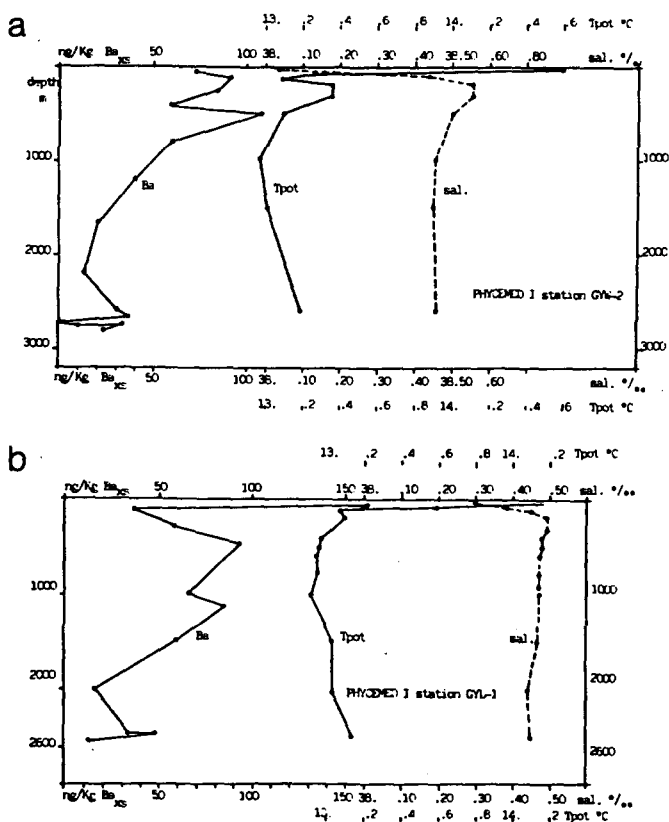 a
13. .2 .4 .6 .8 14. .2 .4 .6 Tpot °C
ng/Kg Ba xs 50 100 38. .10 .20 .30 .40 38.50 .60 .80 sal. °/oo
depth
m
1000 1000
Ba Tpot sal.
2000 2000
PHYCEMED I station GYW-2
3000 3000
ng/Kg Ba xs 50 100 38. .10 .20 .30 .40 38.50 .60 sal. °/oo
13. .2 .4 .6 .8 14. .2 .4 .6 Tpot °C
b
13. .2 .4 .6 .8 14. .2 Tpot °C
ng/Kg Ba xs 50 100 150 38. .10 .20 .30 .40 .50 sal. °/oo
1000 1000
Ba Tpot sal.
PHYCEMED I station GYL-1
2000 2000
2600 2600
ng/Kg Ba xs 50 100 150 38. .10 .20 .30 .40 .50 sal. °/oo
.2 .4 .6 .8 14. .2 Tpot °C